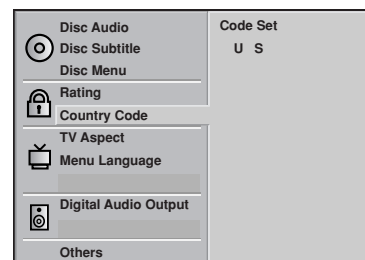 Disc Audio
Disc Subtitle
Disc Menu
Rating
Country Code
TV Aspect
Menu Language
Digital Audio Output
Others
Code Set
U S